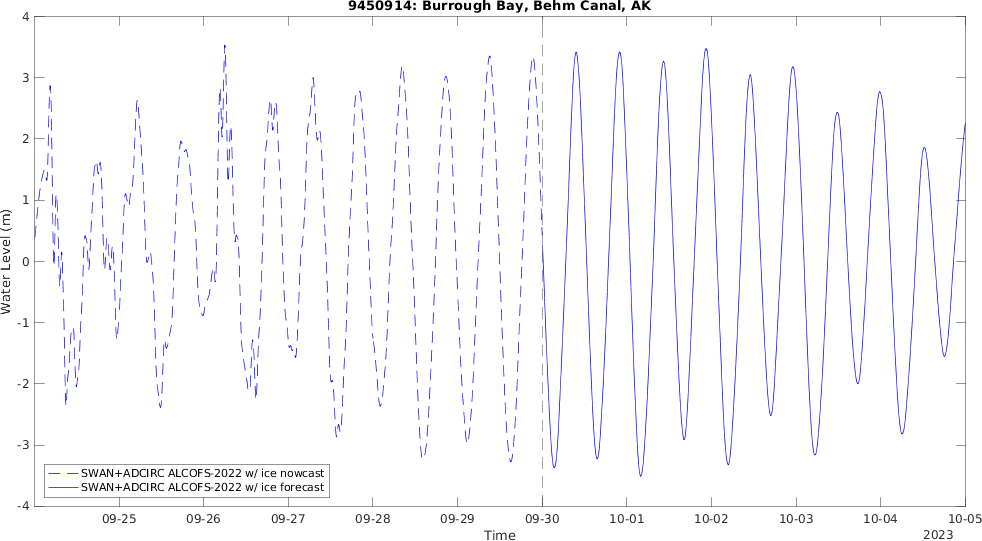 9450914: Burrough Bay, Behm Canal, AK
4
3
2
1
0
-1
-2
-3
-4
Water Level (m)
SWAN+ADCIRC ALCOFS-2022 w/ ice nowcast
SWAN+ADCIRC ALCOFS-2022 w/ ice forecast
09-25 09-26 09-27 09-28 09-29 09-30 10-01 10-02 10-03 10-04 10-05
Time
2023